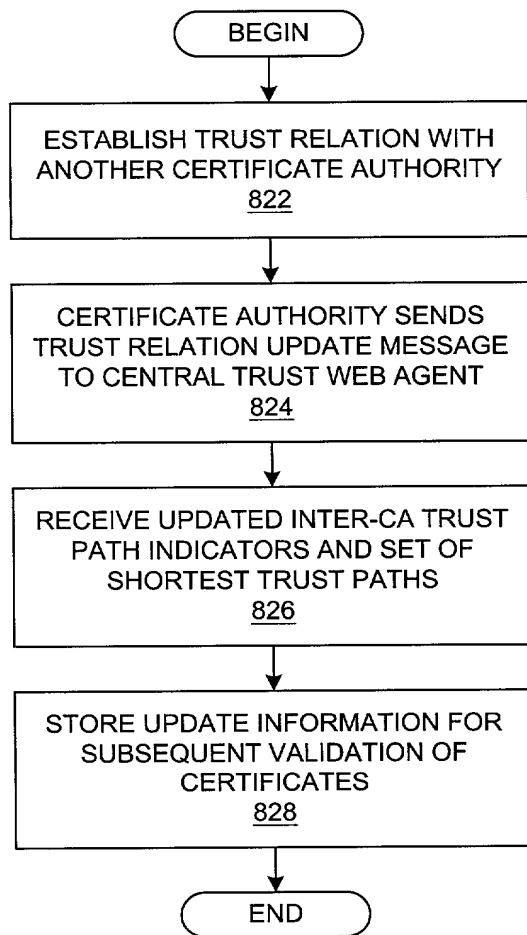 BEGIN
ESTABLISH TRUST RELATION WITH
ANOTHER CERTIFICATE AUTHORITY
822
CERTIFICATE AUTHORITY SENDS
TRUST RELATION UPDATE MESSAGE
TO CENTRAL TRUST WEB AGENT
824
RECEIVE UPDATED INTER-CA TRUST
PATH INDICATORS AND SET OF
SHORTEST TRUST PATHS
826
STORE UPDATE INFORMATION FOR
SUBSEQUENT VALIDATION OF
CERTIFICATES
828
END